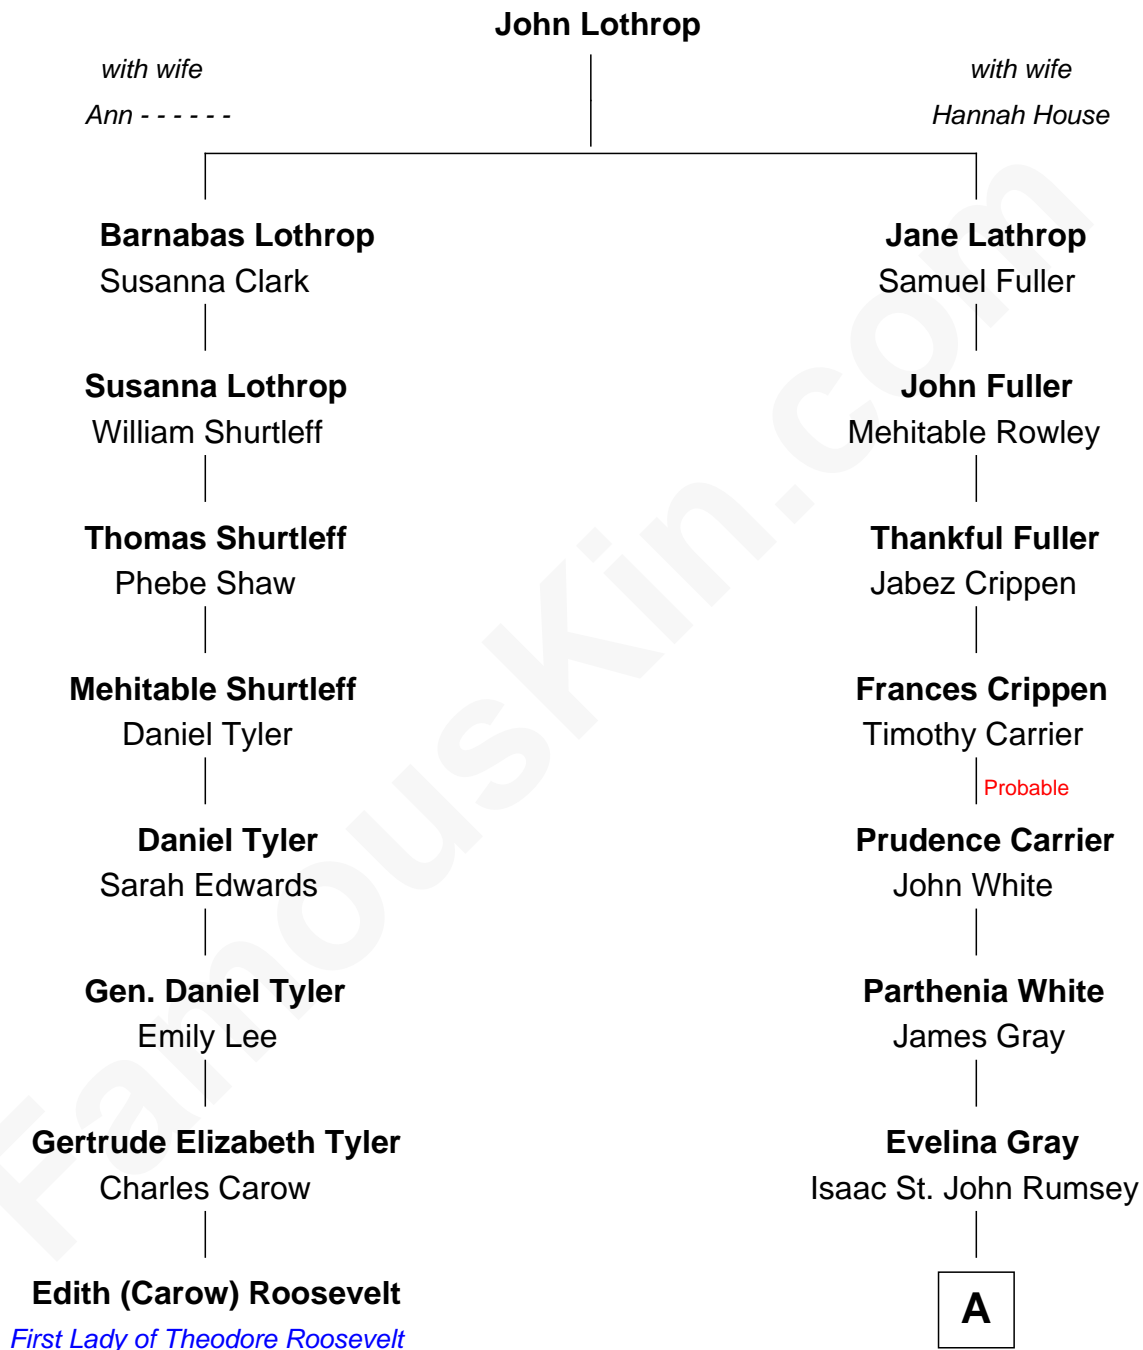 John Lothrop
with wife
Ann - - - - - -
with wife
Hannah House
Barnabas Lothrop
Susanna Clark
Jane Lathrop
Samuel Fuller
Susanna Lothrop
William Shurtleff
John Fuller
Mehitable Rowley
Thomas Shurtleff
Phebe Shaw
Thankful Fuller
Jabez Crippen
Mehitable Shurtleff
Daniel Tyler
Frances Crippen
Timothy Carrier
Probable
Daniel Tyler
Sarah Edwards
Prudence Carrier
John White
Gen. Daniel Tyler
Emily Lee
Parthenia White
James Gray
Gertrude Elizabeth Tyler
Charles Carow
Evelina Gray
Isaac St. John Rumsey
Edith (Carow) Roosevelt
First Lady of Theodore Roosevelt
A
FamousKin.com